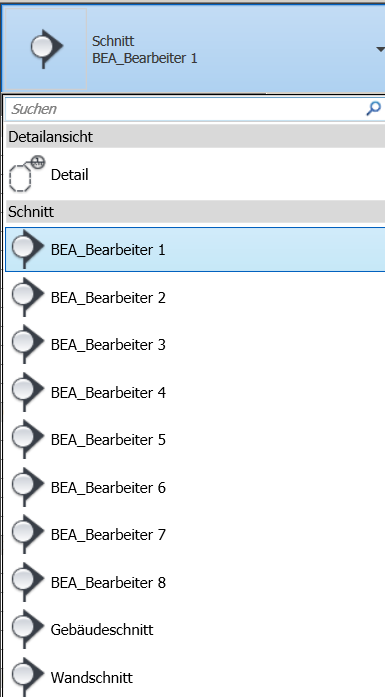 Schnitt
BEA_Bearbeiter 1
Suchen
Detailansicht
Detail
Schnitt
BEA_Bearbeiter 1
BEA_Bearbeiter 2
BEA_Bearbeiter 3
BEA_Bearbeiter 4
BEA_Bearbeiter 5
BEA_Bearbeiter 6
BEA_Bearbeiter 7
BEA_Bearbeiter 8
Gebäudeschnitt
Wandschnitt